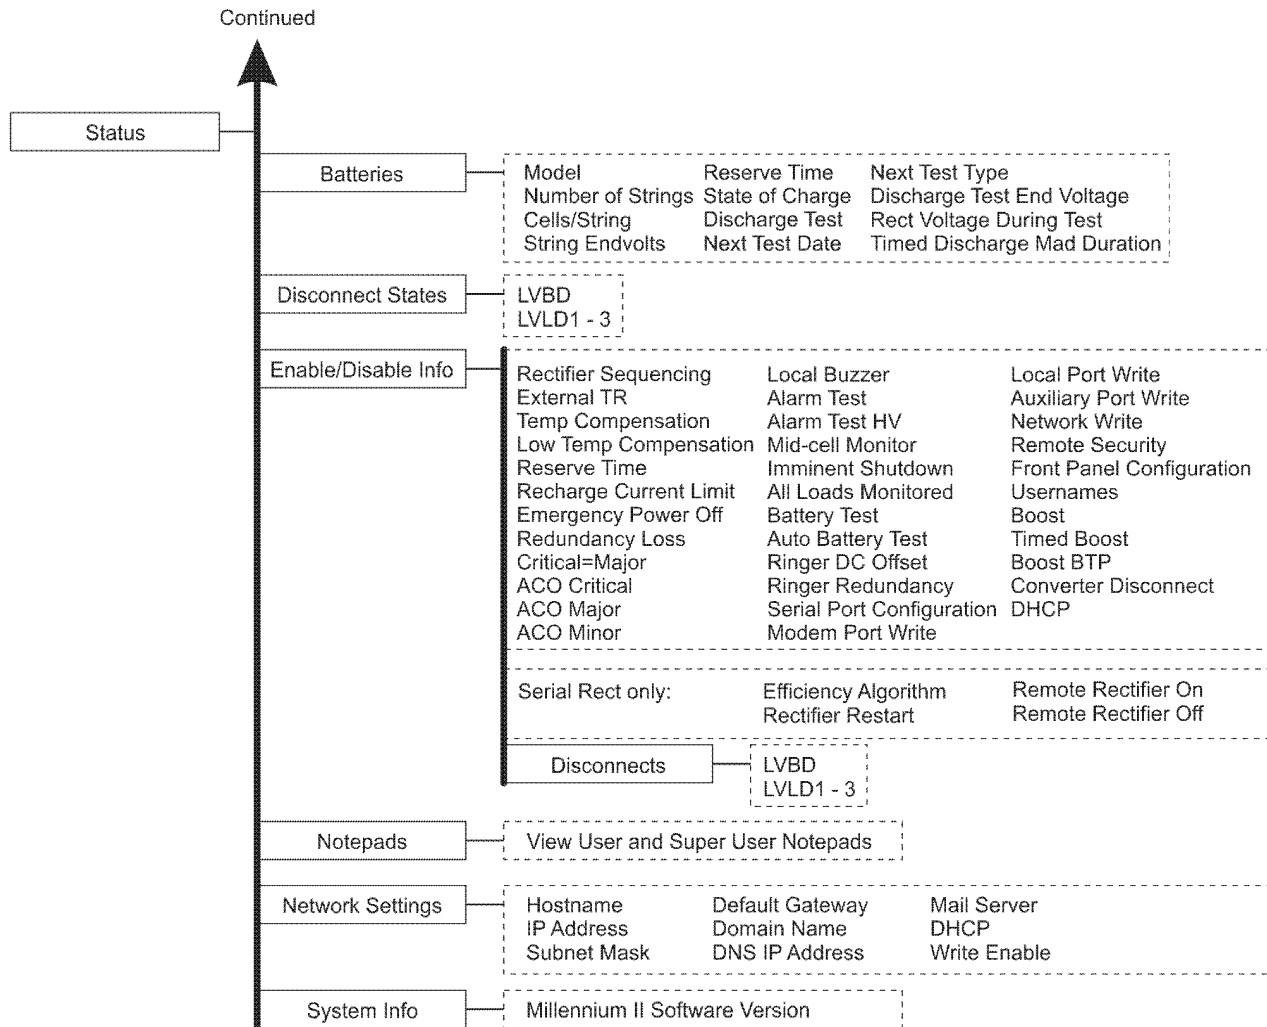 Continued
Status
Batteries
Model Reserve Time Next Test Type
Number of Strings State of Charge Discharge Test End Voltage
Cells/String Discharge Test Rect Voltage During Test
String Endvolts Next Test Date Timed Discharge Mad Duration
Disconnect States
LVBD
LVLD1 - 3
Enable/Disable Info
Rectifier Sequencing Local Buzzer Local Port Write
External TR Alarm Test Auxiliary Port Write
Temp Compensation Alarm Test HV Network Write
Low Temp Compensation Mid-cell Monitor Remote Security
Reserve Time Imminent Shutdown Front Panel Configuration
Recharge Current Limit All Loads Monitored Usernames
Emergency Power Off Battery Test Boost
Redundancy Loss Auto Battery Test Timed Boost
Critical=Major Ringer DC Offset Boost BTP
ACO Critical Ringer Redundancy Converter Disconnect
ACO Major Serial Port Configuration DHCP
ACO Minor Modem Port Write
Serial Rect only: Efficiency Algorithm Remote Rectifier On
Rectifier Restart Remote Rectifier Off
Disconnects
LVBD
LVLD1 - 3
Notepads
View User and Super User Notepads
Network Settings
Hostname Default Gateway Mail Server
IP Address Domain Name DHCP
Subnet Mask DNS IP Address Write Enable
System Info
Millennium II Software Version